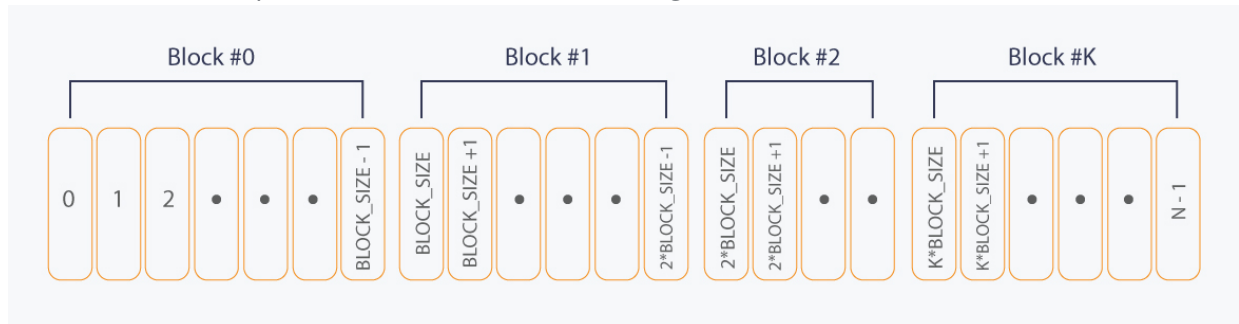 Block #0
Block #1
Block #2
Block #K
0
1
2
•
•
•
BLOCK_SIZE - 1
BLOCK_SIZE
BLOCK_SIZE +1
•
•
•
2*BLOCK_SIZE -1
2*BLOCK_SIZE
2*BLOCK_SIZE +1
•
•
K*BLOCK_SIZE
K*BLOCK_SIZE +1
•
•
•
N - 1